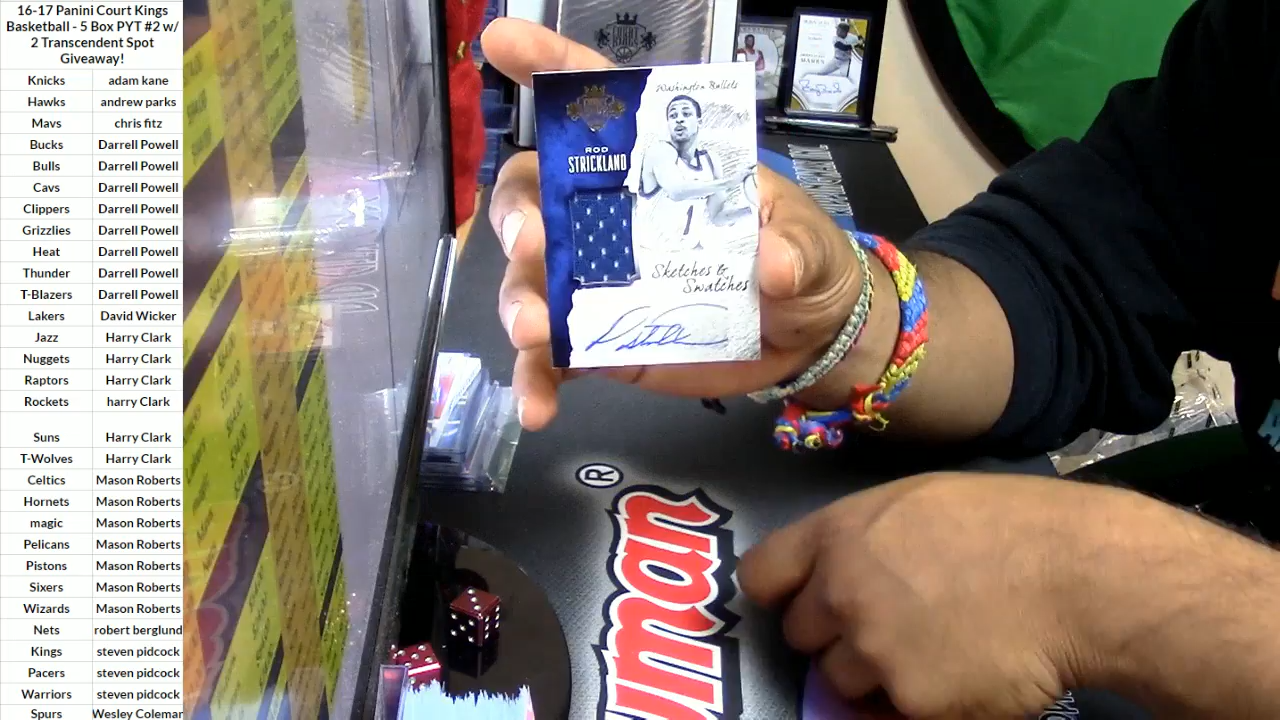 16-17 Panini Court Kings
Basketball - 5 Box PYT #2 w/
2 Transcendent Spot
Giveaway!
Knicks adam kane
Hawks andrew parks
Mavs chris fitz
Bucks Darrell Powell
Bulls Darrell Powell
Cavs Darrell Powell
Clippers Darrell Powell
Grizzlies Darrell Powell
Heat Darrell Powell
Thunder Darrell Powell
T-Blazers Darrell Powell
Lakers David Wicker
Jazz Harry Clark
Nuggets Harry Clark
Raptors Harry Clark
Rockets harry Clark
Suns Harry Clark
T-Wolves Harry Clark
Celtics Mason Roberts
Hornets Mason Roberts
magic Mason Roberts
Pelicans Mason Roberts
Pistons Mason Roberts
Sixers Mason Roberts
Wizards Mason Roberts
Nets robert berglund
Kings steven pidcock
Pacers steven pidcock
Warriors steven pidcock
Spurs Wesley Coleman
Washington Bullets
ROD
STRICKLAND
1
Sketches &
Swatches
uman
®